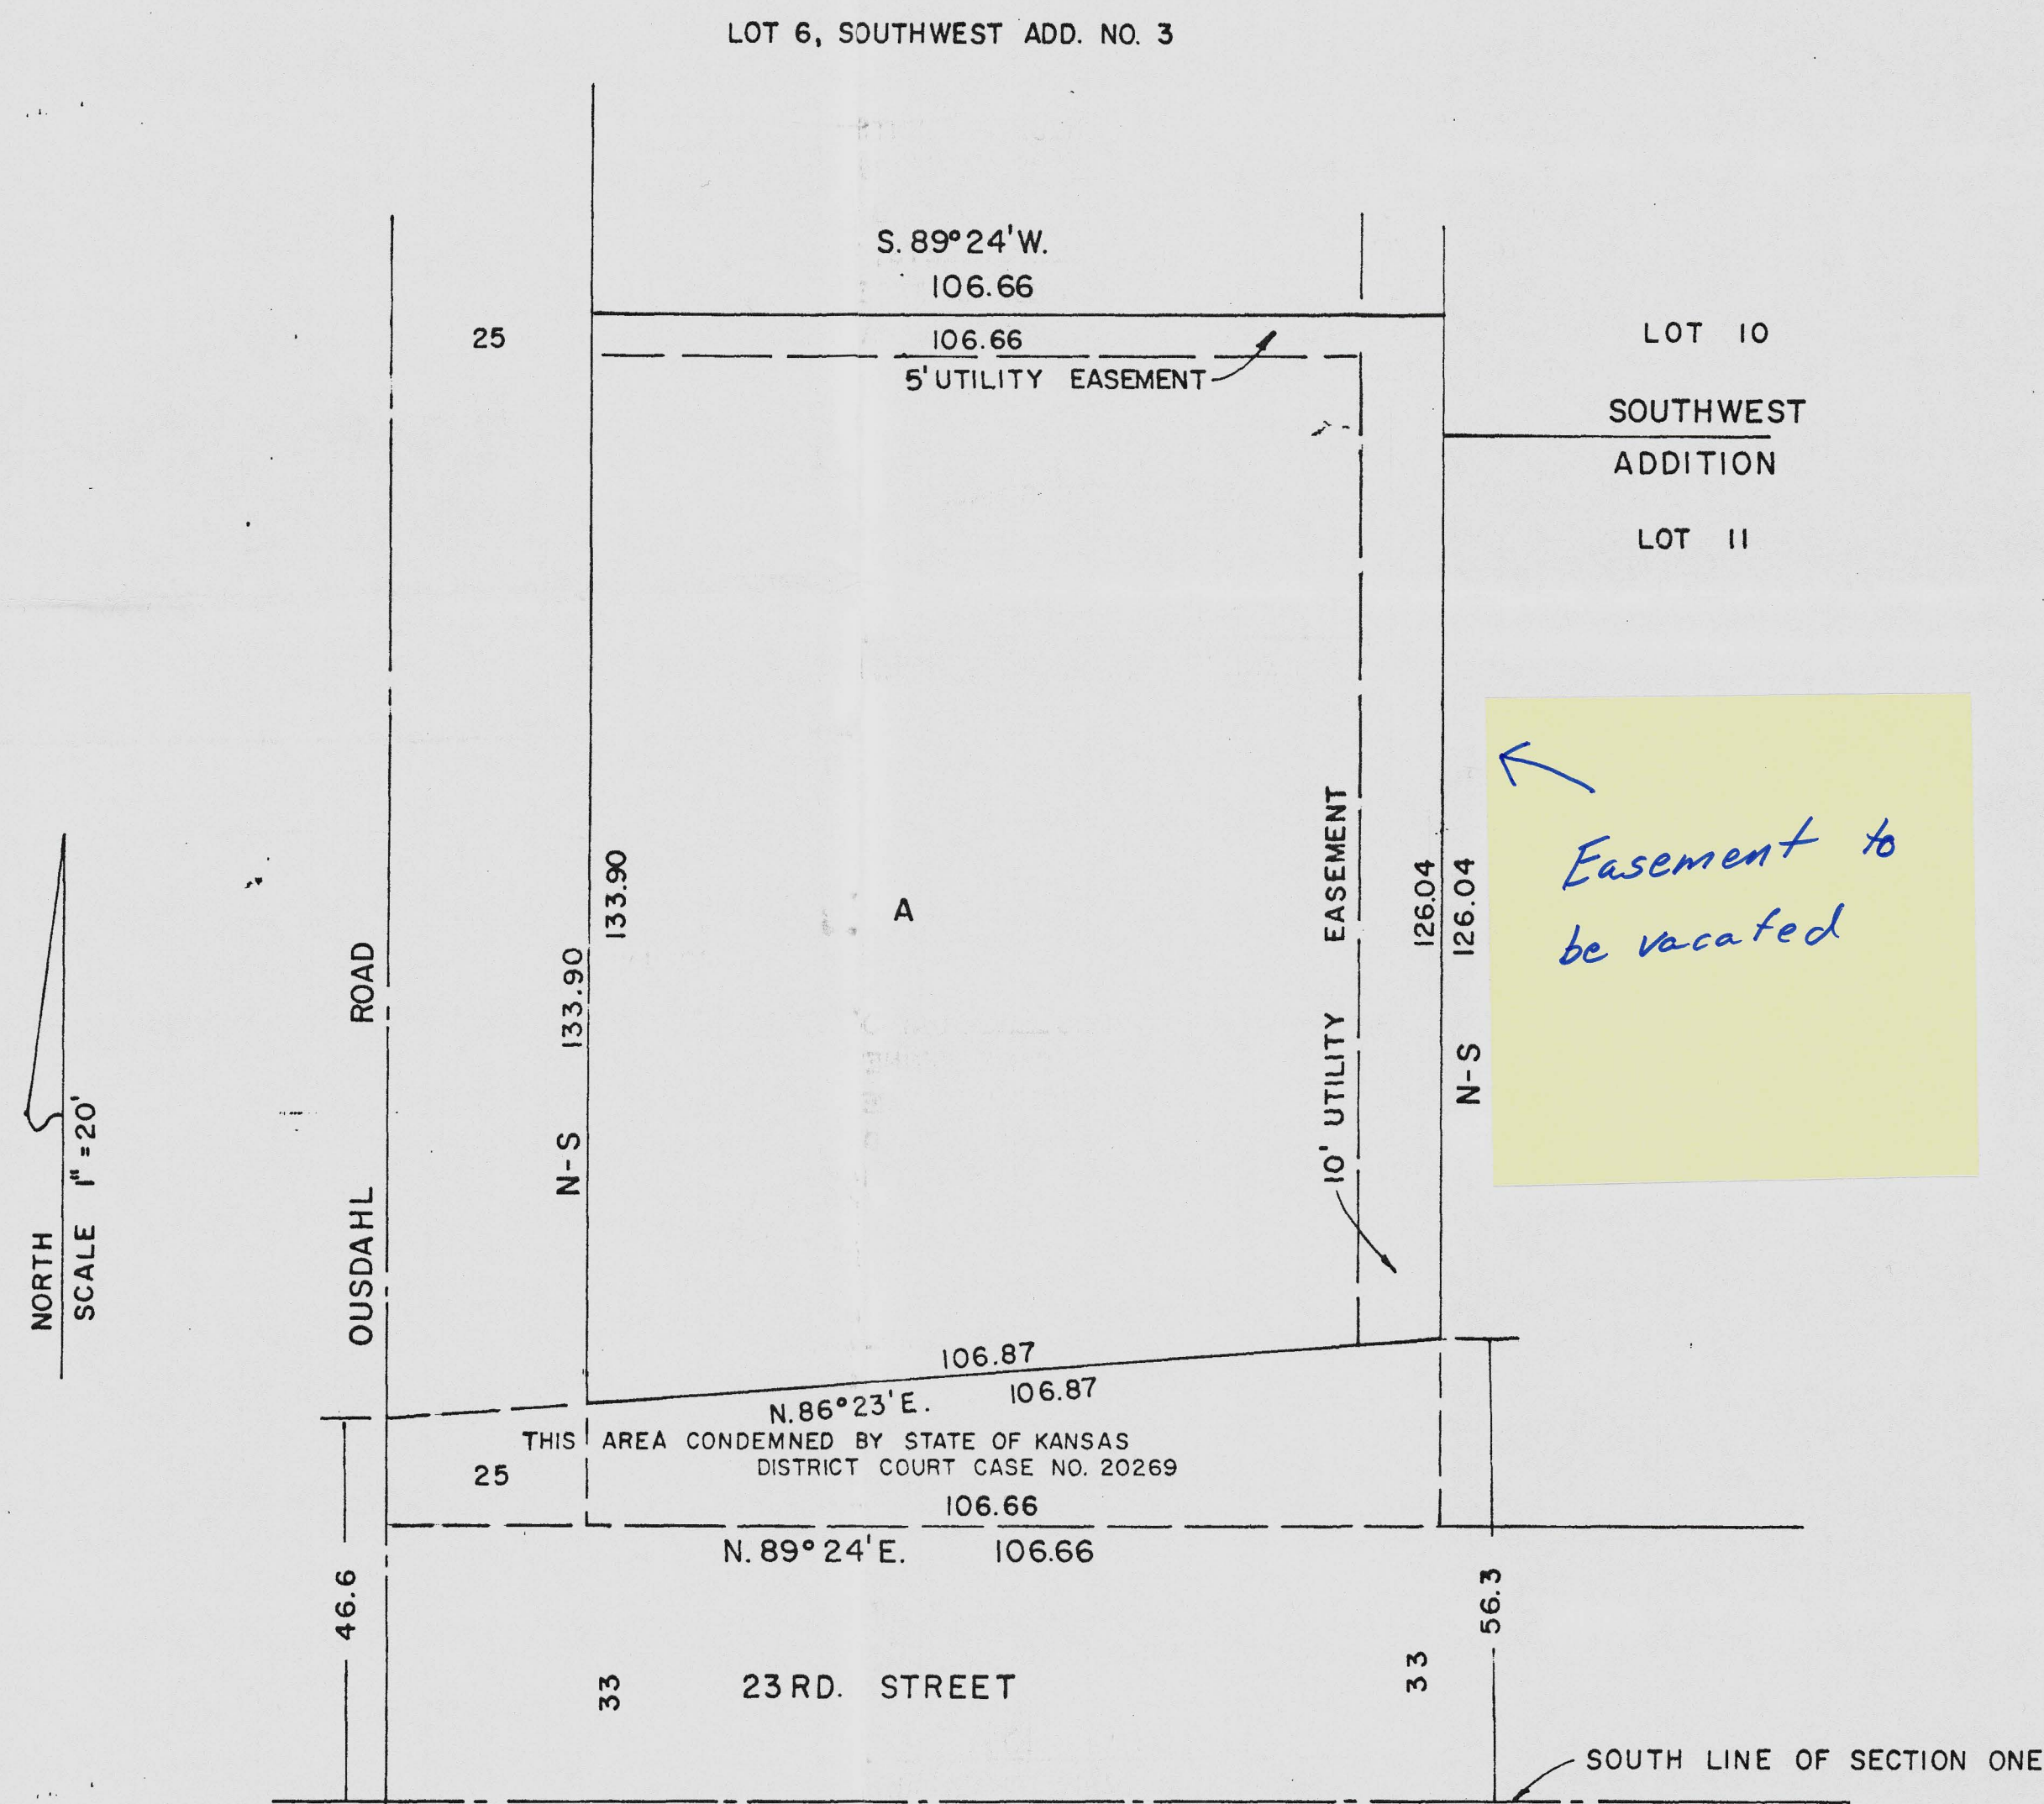 LOT 6, SOUTHWEST ADD. NO. 3
S. 89° 24' W.
106.66
25
106.66
5' UTILITY EASEMENT
LOT 10
SOUTHWEST
ADDITION
LOT 11
Easement to
be vacated
NORTH
SCALE 1" = 20'
OUSDAHL ROAD
N-S 133.90
133.90
A
10' UTILITY EASEMENT
126.04
126.04
N-S
106.87
N. 86° 23' E. 106.87
THIS AREA CONDEMNED BY STATE OF KANSAS
DISTRICT COURT CASE NO. 20269
25
106.66
N. 89° 24' E. 106.66
46.6
33
23RD. STREET
33
56.3
SOUTH LINE OF SECTION ONE